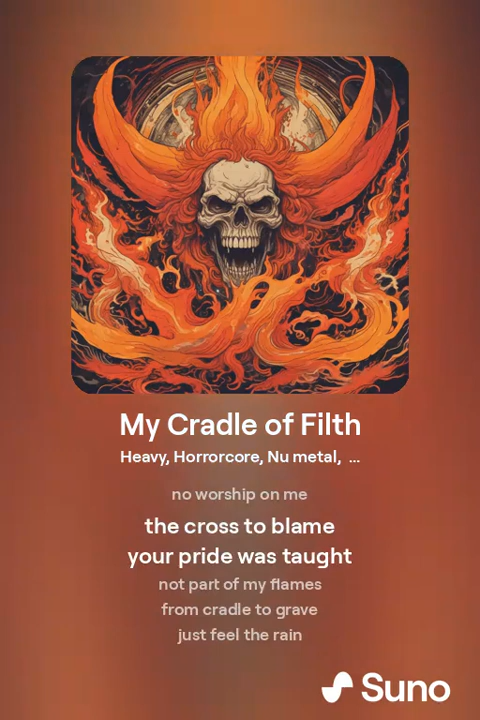 My Cradle of Filth
Heavy, Horrorcore, Nu metal, ...
no worship on me
the cross to blame
your pride was taught
not part of my flames
from cradle to grave
just feel the rain
Suno